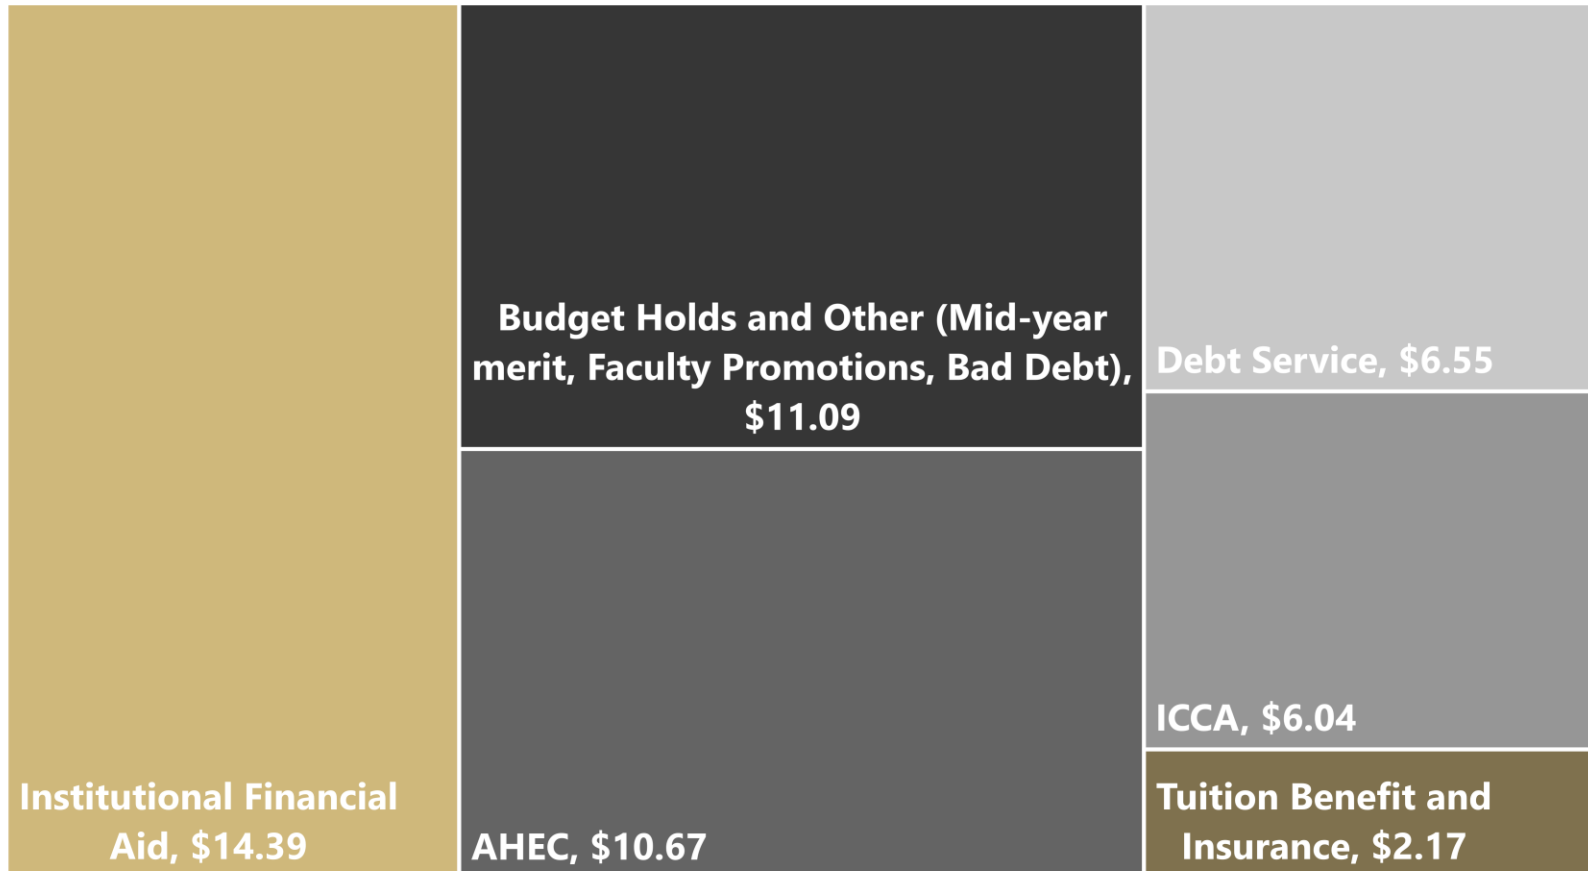 Institutional Financial
Aid, $14.39
Budget Holds and Other (Mid-year
merit, Faculty Promotions, Bad Debt),
$11.09
AHEC, $10.67
Debt Service, $6.55
ICCA, $6.04
Tuition Benefit and
Insurance, $2.17